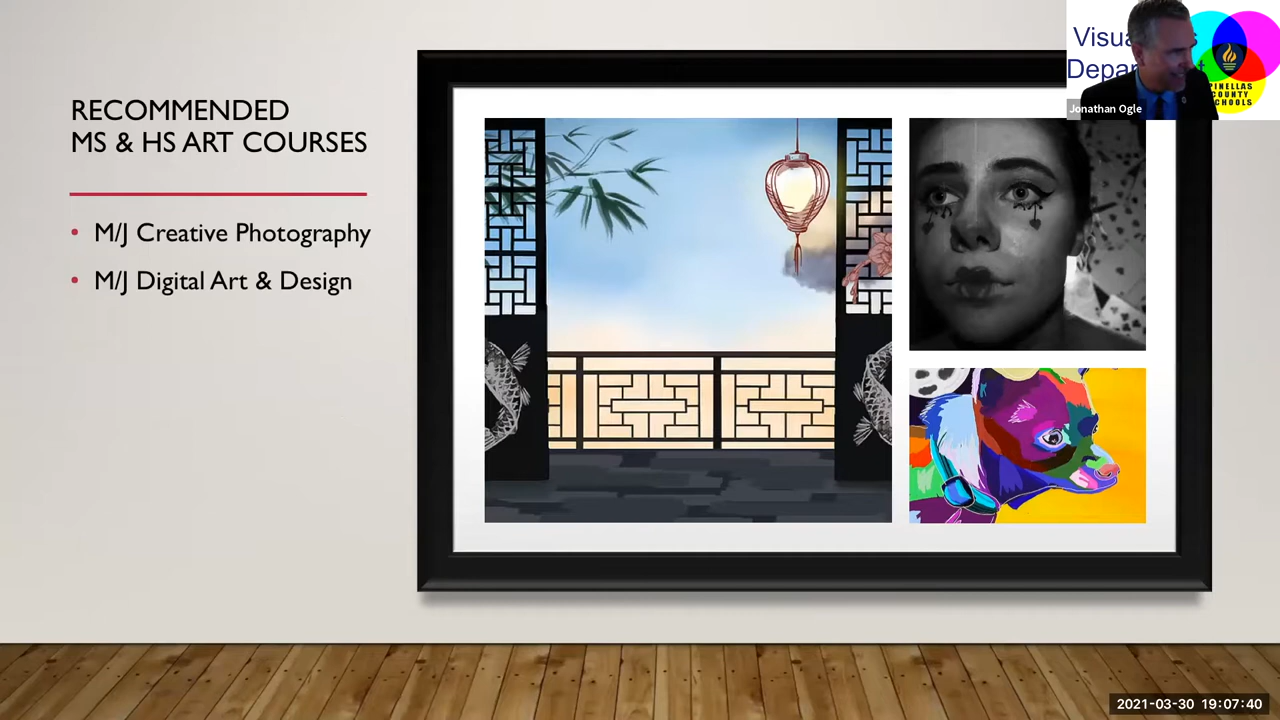 RECOMMENDED
MS & HS ART COURSES
• M/J Creative Photography
• M/J Digital Art & Design
Jonathan Ogle
PINELLAS
COUNTY
SCHOOLS
2021-03-30 19:07:40